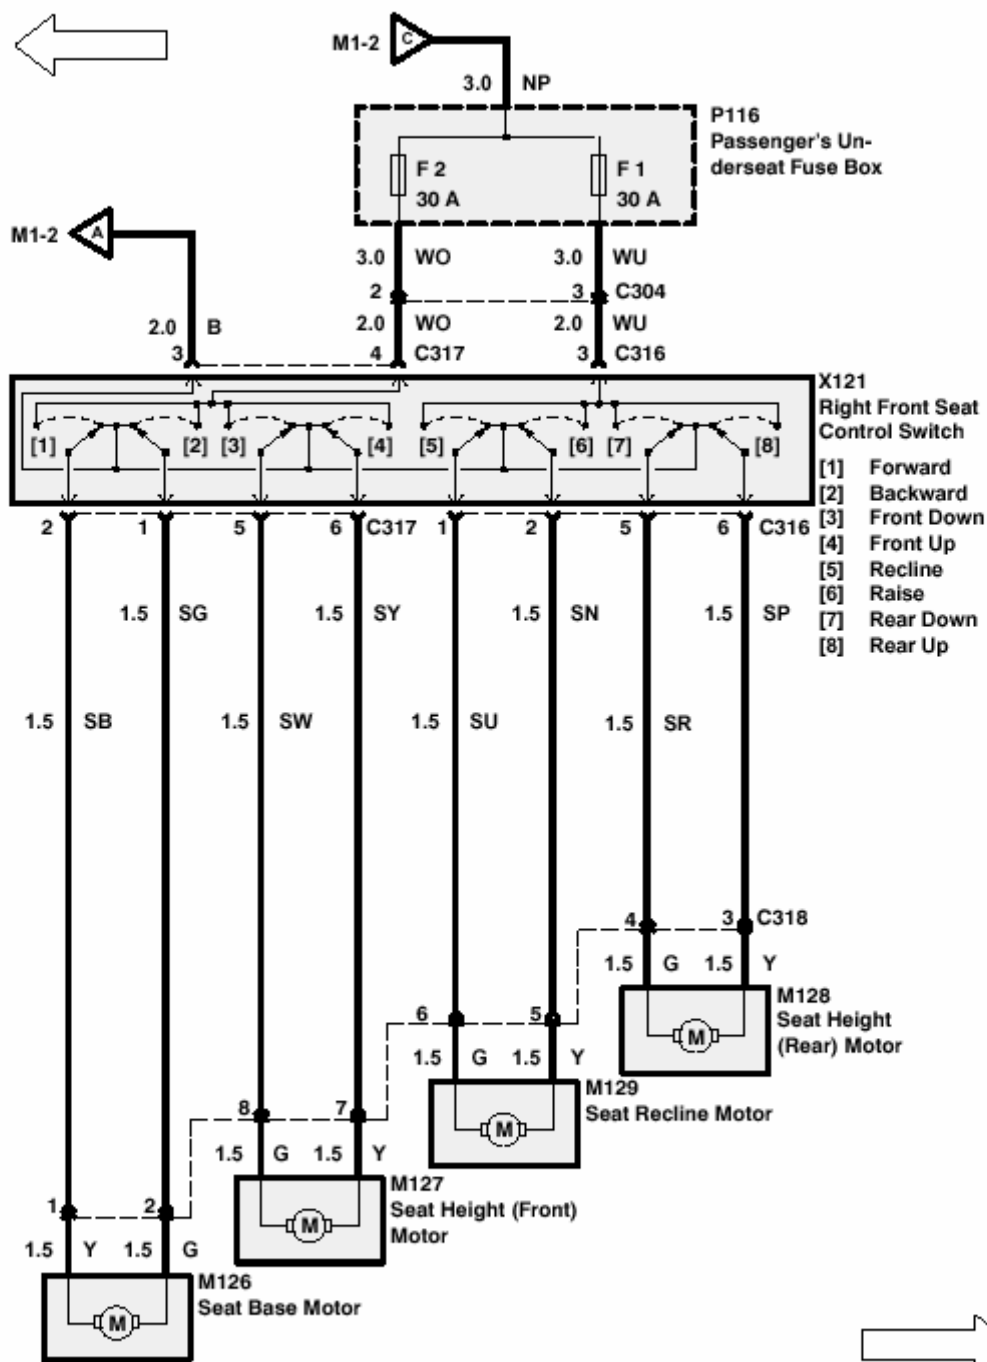 M1-2 C
3.0 NP
P116
Passenger's Un-
derseat Fuse Box
F 2
30 A
F 1
30 A
M1-2 A
3.0 WO
3.0 WU
2 3 C304
2.0 B
2.0 WO
2.0 WU
3 4 C317 3 C316
X121
Right Front Seat
Control Switch
[1] [2] [3] [4] [5] [6] [7] [8]
[1] Forward
[2] Backward
[3] Front Down
[4] Front Up
[5] Recline
[6] Raise
[7] Rear Down
[8] Rear Up
2 1 5 6 C317 1 2 5 6 C316
1.5 SG 1.5 SY 1.5 SN 1.5 SP
1.5 SB 1.5 SW 1.5 SU 1.5 SR
4 3 C318
1.5 G 1.5 Y
M128
Seat Height
(Rear) Motor
M
6 5
1.5 G 1.5 Y
M129
Seat Recline Motor
M
8 7
1.5 G 1.5 Y
M127
Seat Height (Front)
Motor
M
1 2
1.5 Y 1.5 G
M126
Seat Base Motor
M